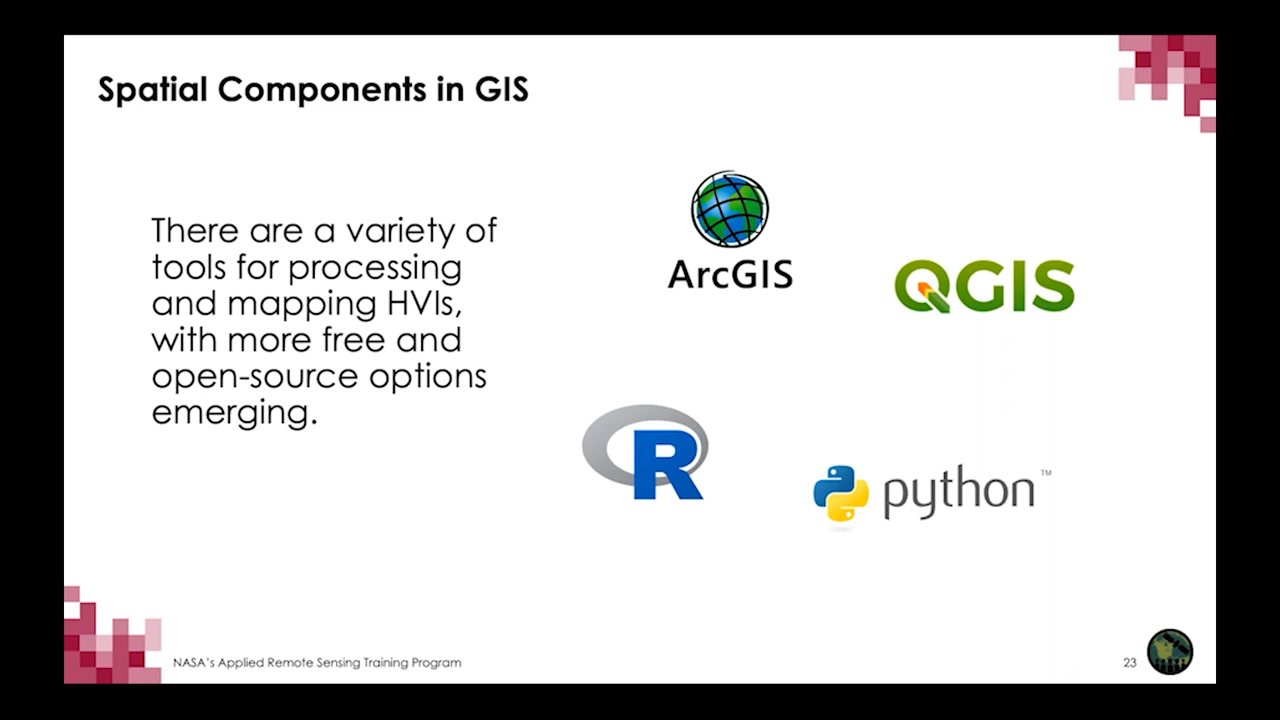 Spatial Components in GIS
There are a variety of
tools for processing
and mapping HVIs,
with more free and
open-source options
emerging.
ArcGIS
QGIS
R
python™
NASA's Applied Remote Sensing Training Program
23